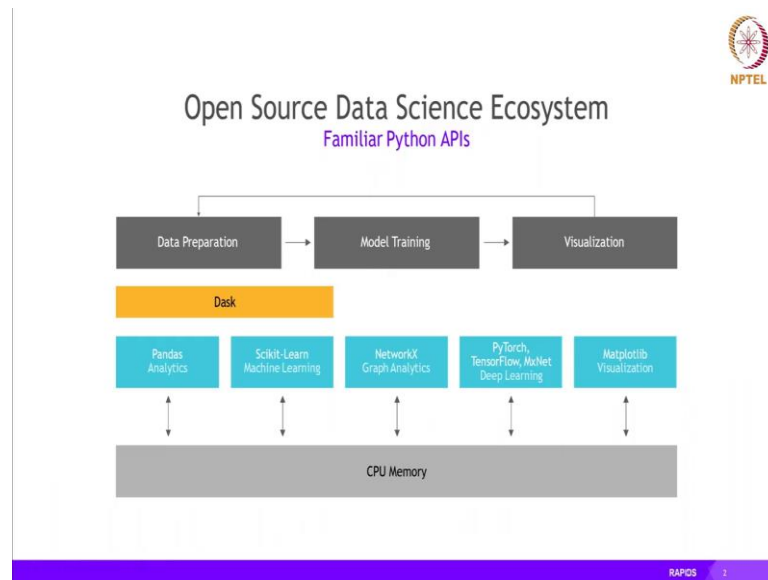 NPTEL
Open Source Data Science Ecosystem
Familiar Python APIs
Data Preparation
Model Training
Visualization
Dask
Pandas
Analytics
Scikit-Learn
Machine Learning
NetworkX
Graph Analytics
PyTorch,
TensorFlow, MxNet
Deep Learning
Matplotlib
Visualization
CPU Memory
RAPIDS 2